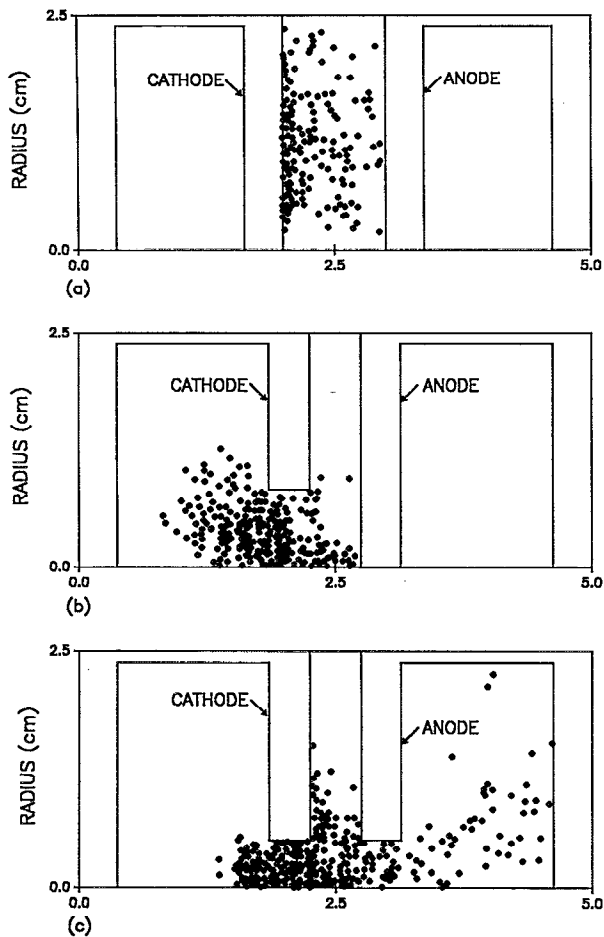 2.5
RADIUS (cm)
CATHODE
ANODE
0.0
0.0 2.5 5.0
(a)
2.5
RADIUS (cm)
CATHODE
ANODE
0.0
0.0 2.5 5.0
(b)
2.5
RADIUS (cm)
CATHODE
ANODE
0.0
0.0 2.5 5.0
(c)